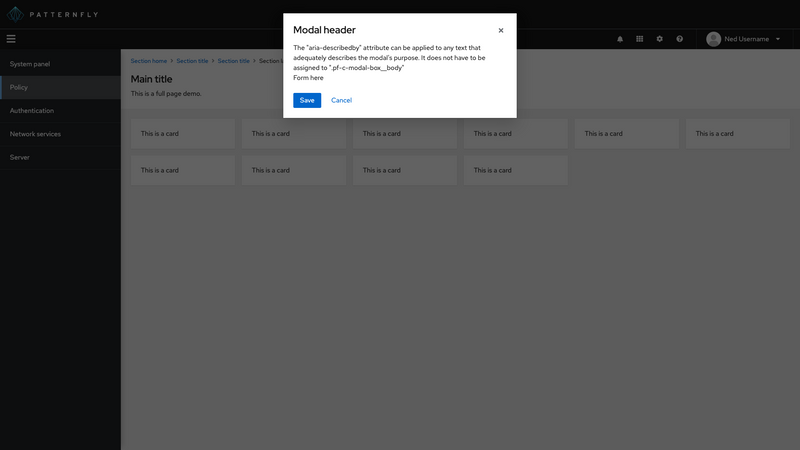 PATTERNFLY
Modal header
The "aria-describedby" attribute can be applied to any text that
adequately describes the modal's purpose. It does not have to be
assigned to ".pf-c-modal-box__body"
Form here
Save
Cancel
Ned Username
System panel
Policy
Authentication
Network services
Server
Section home
Section title
Section title
Section
Main title
This is a full page demo.
This is a card
This is a card
This is a card
This is a card
This is a card
This is a card
This is a card
This is a card
This is a card
This is a card